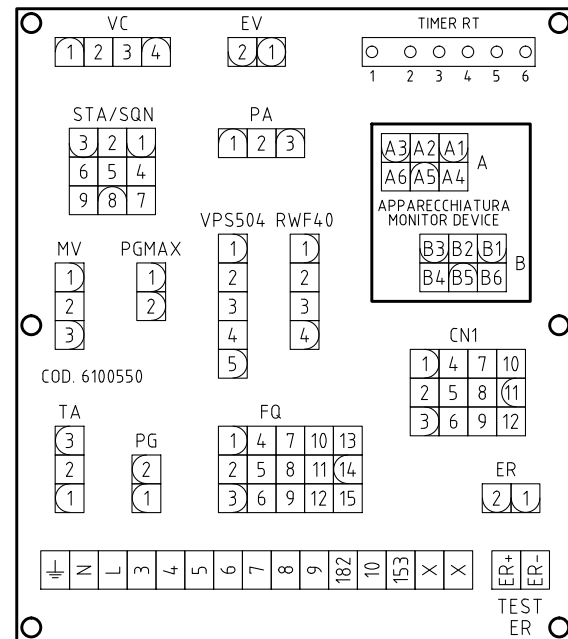 VC EV TIMER RT
1 2 3 4 2 1
1 2 3 4 5 6
STA/SQN PA
3 2 1 1 2 3
6 5 4
9 8 7
A3 A2 A1 A
A6 A5 A4
APPARECCHIATURA
MONITOR DEVICE
B3 B2 B1 B
B4 B5 B6
MV PGMAX VPS504 RWF40
1 1 1 1
2 2 2 2
3 3 3
4 4
5
CN1
1 4 7 10
2 5 8 11
3 6 9 12
COD. 6100550
TA PG FQ
3 2 1 4 7 10 13
2 1 2 5 8 11 14
1 3 6 9 12 15
ER
2 1
⏚ N L 3 4 5 6 7 8 9 182 10 153 X X ER+ ER-
TEST
ER